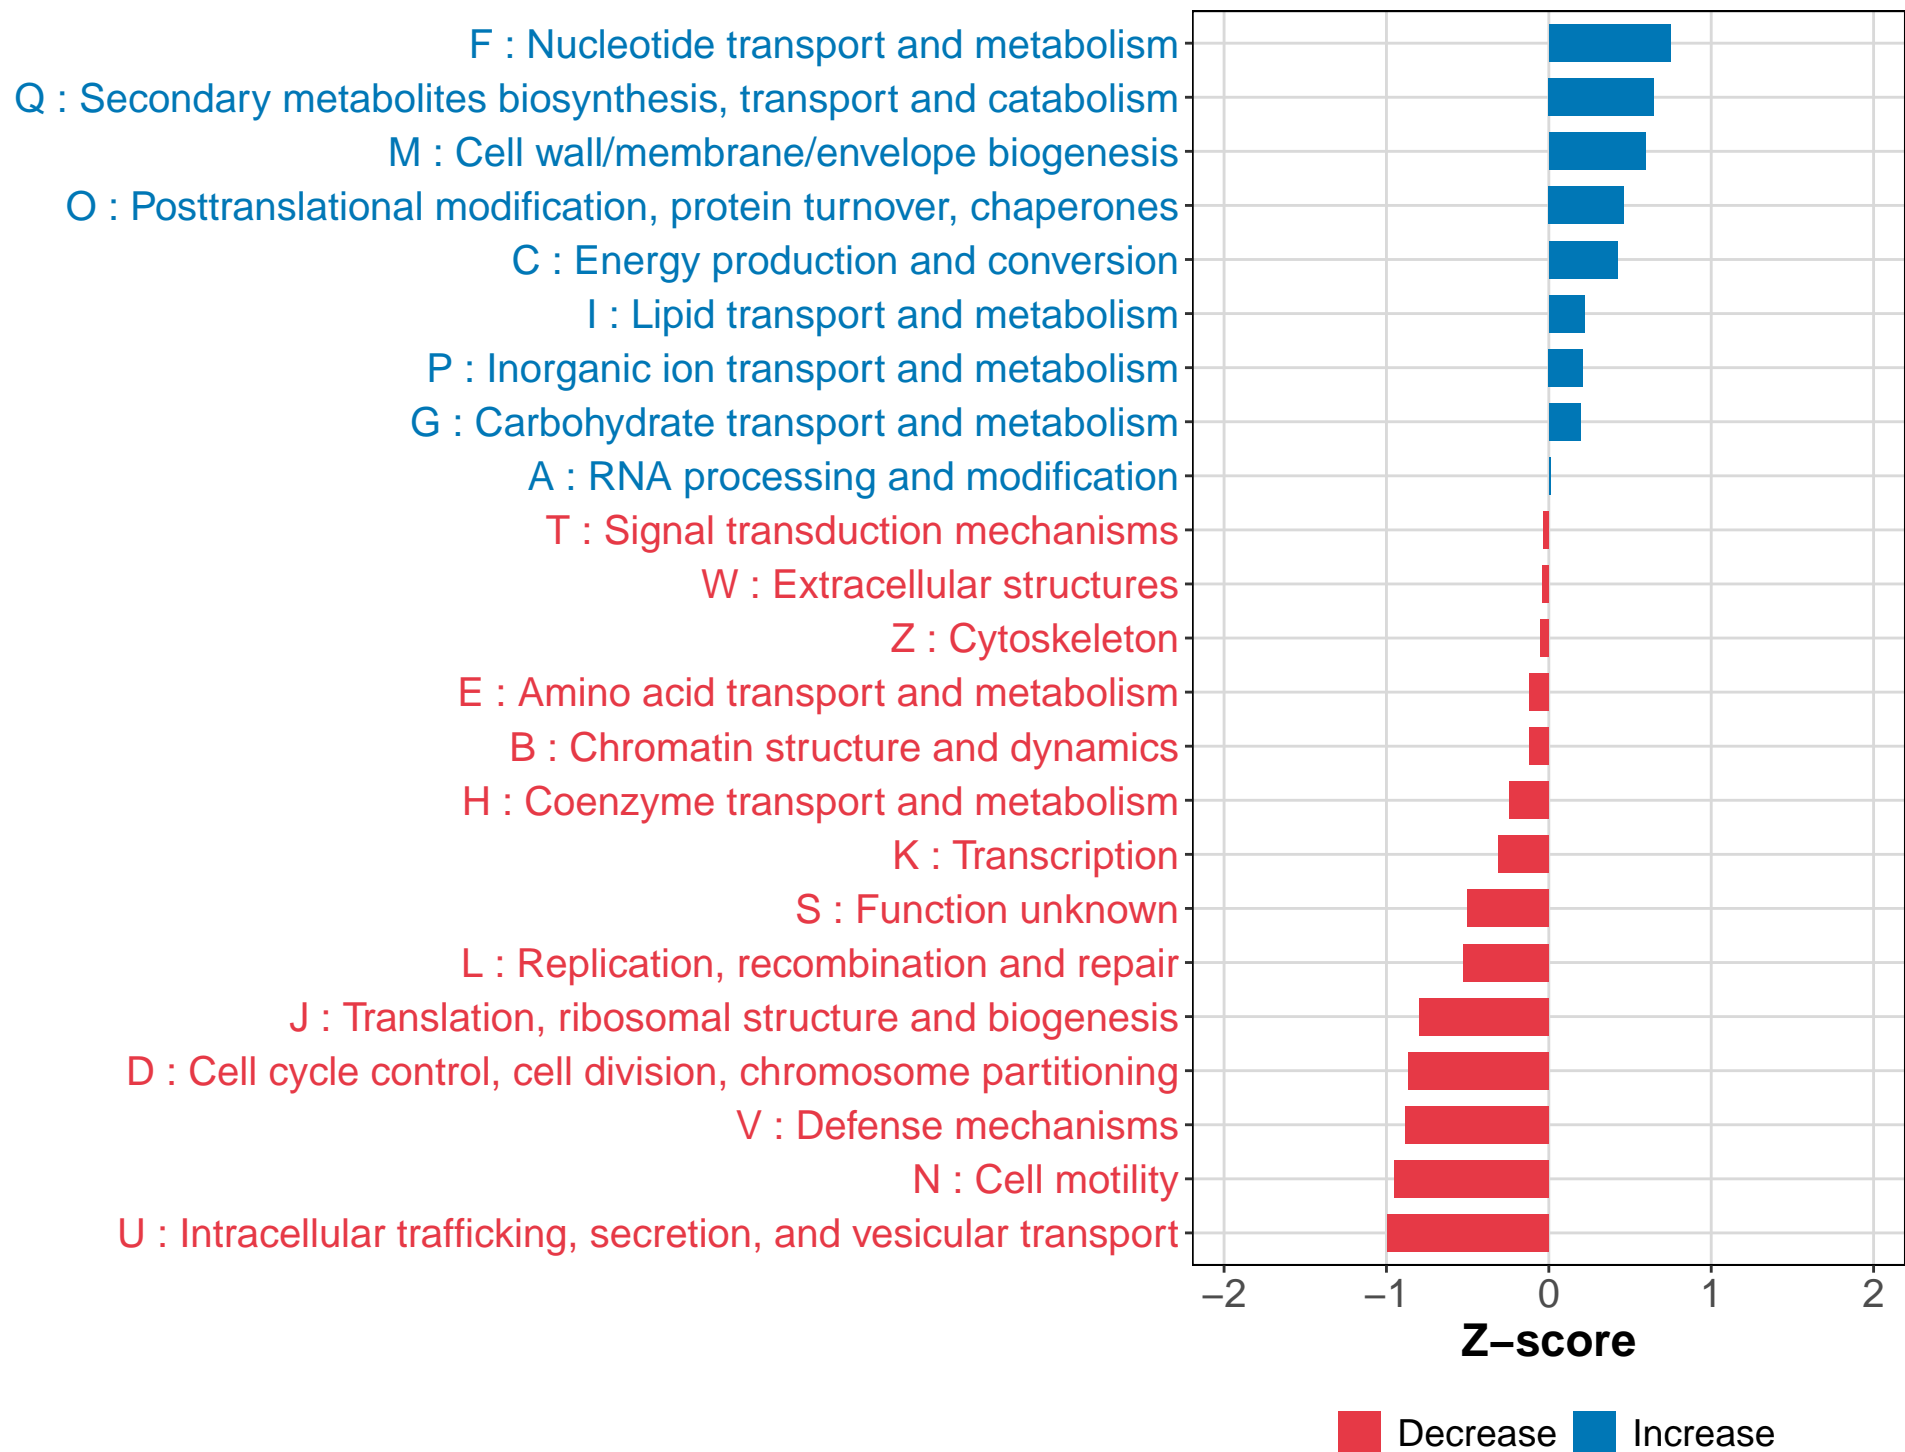 F : Nucleotide transport and metabolism
Q : Secondary metabolites biosynthesis, transport and catabolism
M : Cell wall/membrane/envelope biogenesis
O : Posttranslational modification, protein turnover, chaperones
C : Energy production and conversion
I : Lipid transport and metabolism
P : Inorganic ion transport and metabolism
G : Carbohydrate transport and metabolism
A : RNA processing and modification
T : Signal transduction mechanisms
W : Extracellular structures
Z : Cytoskeleton
E : Amino acid transport and metabolism
B : Chromatin structure and dynamics
H : Coenzyme transport and metabolism
K : Transcription
S : Function unknown
L : Replication, recombination and repair
J : Translation, ribosomal structure and biogenesis
D : Cell cycle control, cell division, chromosome partitioning
V : Defense mechanisms
N : Cell motility
U : Intracellular trafficking, secretion, and vesicular transport
−2 −1 0 1 2
Z−score
Decrease Increase